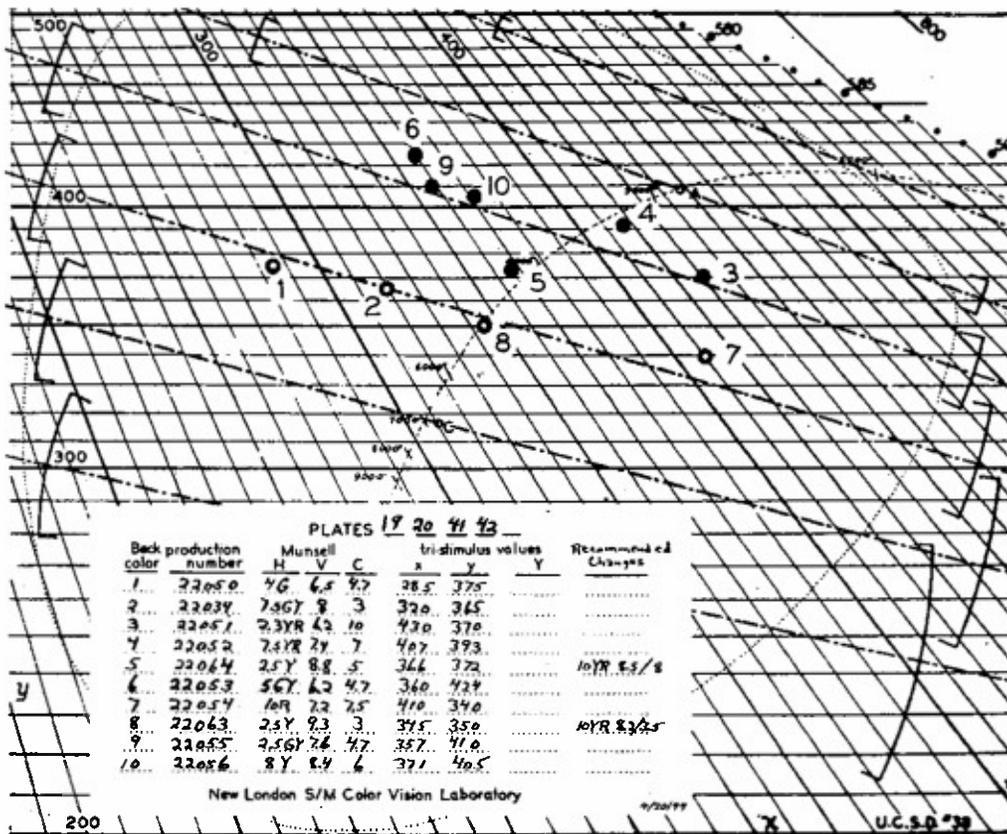 500
300
400
580
800
585
6
9
10
400
4
1
2
5
3
8
7
300
PLATES 19 20 41 42
Back production Munsell tri-stimulus values Recommended
color number H V C x y Y Changes
1 22050 4G 6.5 4.7 285 375
2 22034 7.5GY 8 3 320 365
3 22051 2.3YR 6.2 10 430 370
4 22052 7.5YR 7.4 7 407 393
5 22064 2.5Y 8.8 5 366 372 10YR 8.5/8
6 22053 5GY 6.2 4.7 360 424
7 22054 10R 7.2 7.5 410 340
8 22063 2.5Y 9.3 3 345 350 10YR
9 22055 2.5GY 7.6 4.7 357 410
10 22056 8Y 8.4 6 371 40.5
New London S/M Color Vision Laboratory
y
200
x
U.C.S.D. #38